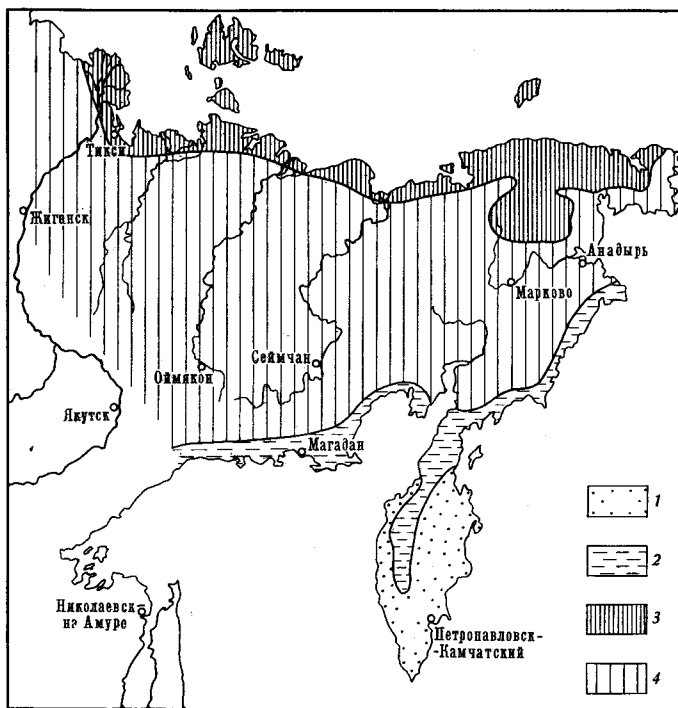 Тикси
Жиганск
Анадырь
Марково
Сеймчан
Оймякон
Якутск
Магадан
1
2
Николаевск
на Амуре
3
Петропавловск-
-Камчатский
4